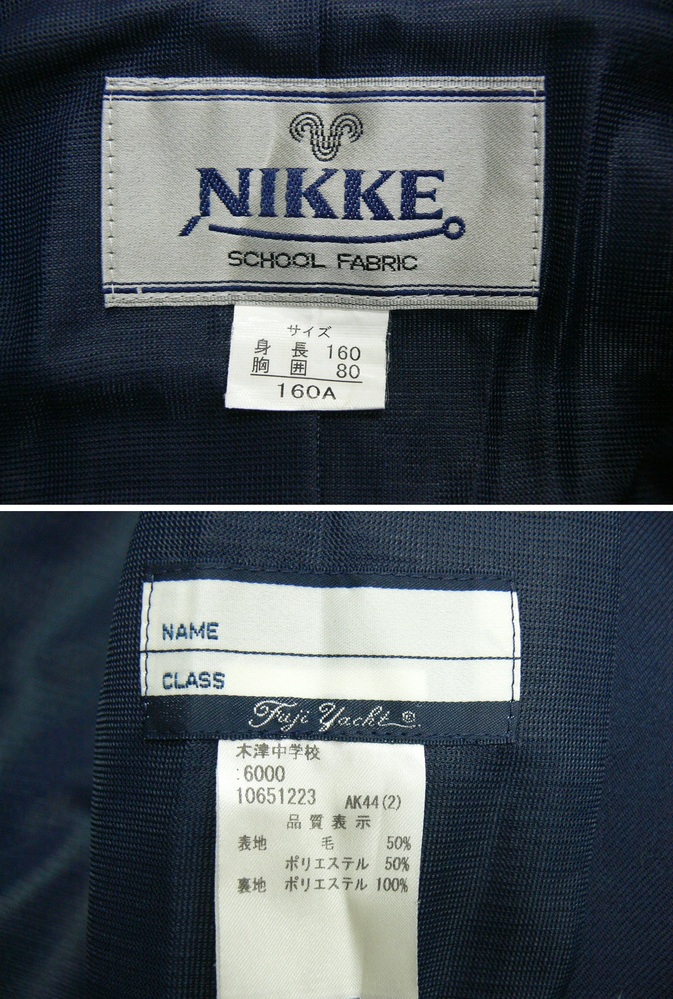 NIKKE
SCHOOL FABRIC
サイズ
身長 160
胸囲 80
160A
NAME
CLASS
Fuji Yacht ©.
木津中学校
:6000
10651223 AK44(2)
品質表示
表地 毛 50%
ポリエステル 50%
裏地 ポリエステル 100%